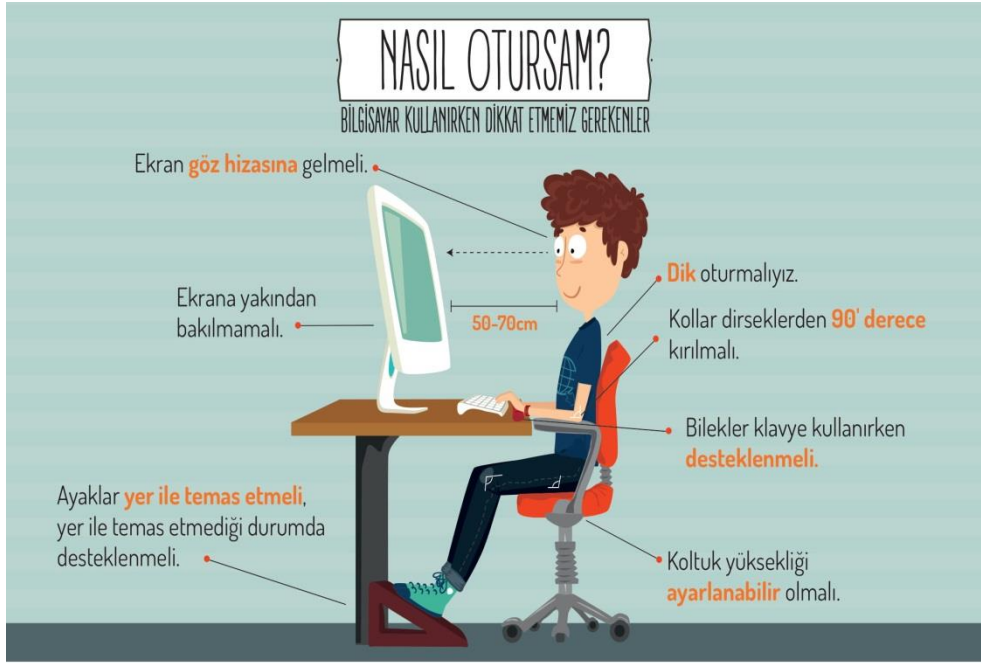 NASIL OTURSAM?
BİLGİSAYAR KULLANIRKEN DİKKAT ETMEMİZ GEREKENLER
Ekran göz hizasına gelmeli.
Ekrana yakından
bakılmamalı.
50-70cm
Dik oturmalıyız.
Kollar dirseklerden 90' derece
kırılmalı.
Bilekler klavye kullanırken
desteklenmeli.
Ayaklar yer ile temas etmeli,
yer ile temas etmediği durumda
desteklenmeli.
Koltuk yüksekliği
ayarlanabilir olmalı.